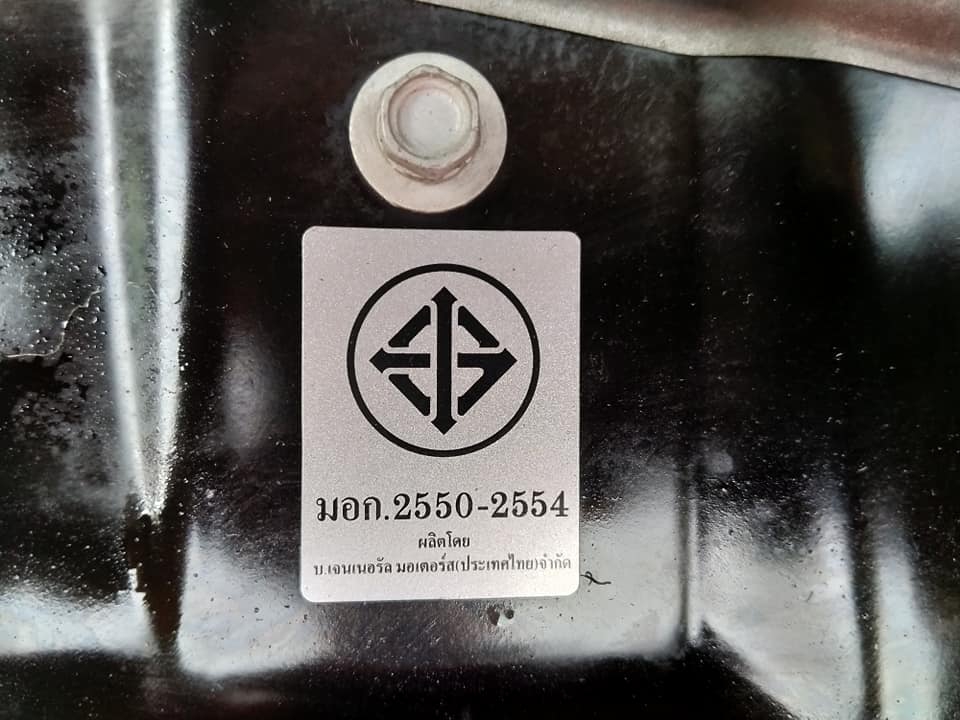 มอก.2550-2554
ผลิตโดย
บ.เจนเนอรัล มอเตอร์ส(ประเทศไทย)จำกัด